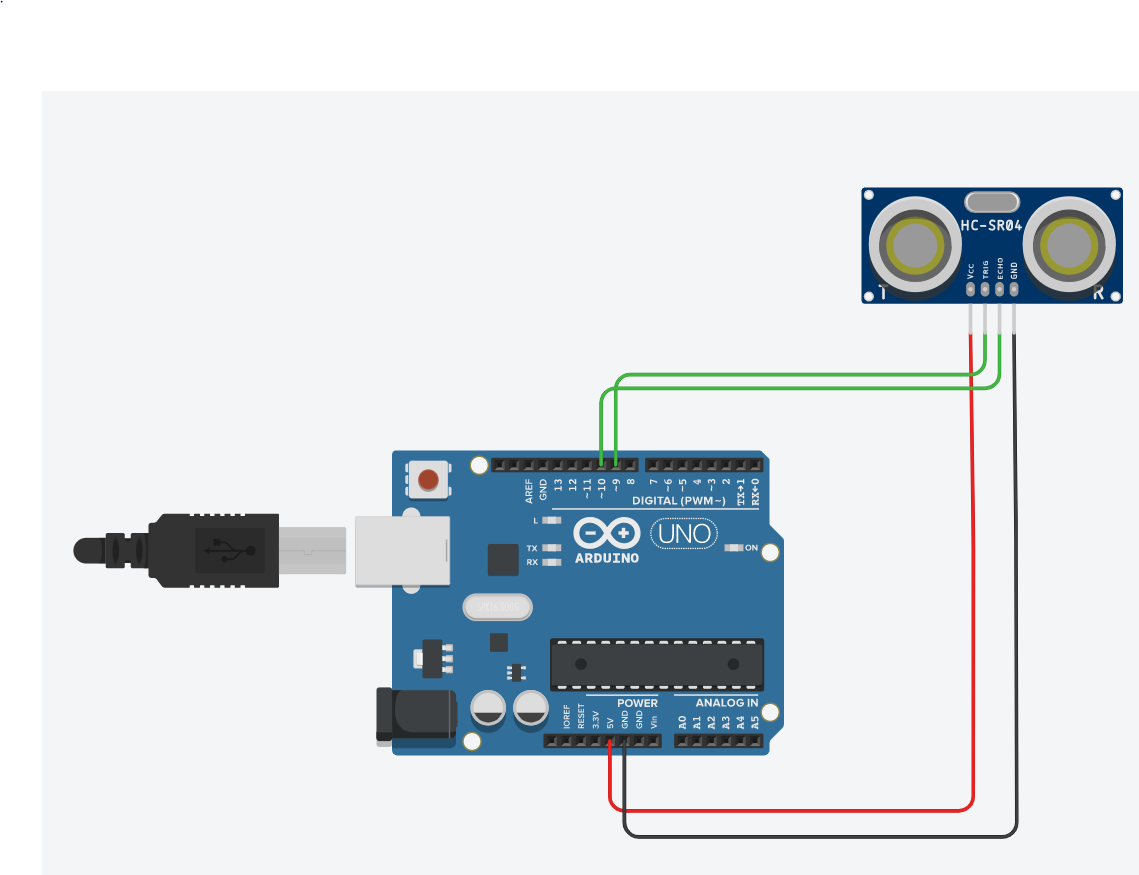 HC-SR04
VCC
TRIG
ECHO
GND
T
R
AREF
GND
13
12
~11
~10
~9
8
7
~6
~5
4
~3
2
TX→1
RX←0
DIGITAL (PWM~)
L
TX
RX
ARDUINO
UNO
ON
POWER
ANALOG IN
IOREF
RESET
3.3V
5V
GND
GND
Vin
A0
A1
A2
A3
A4
A5